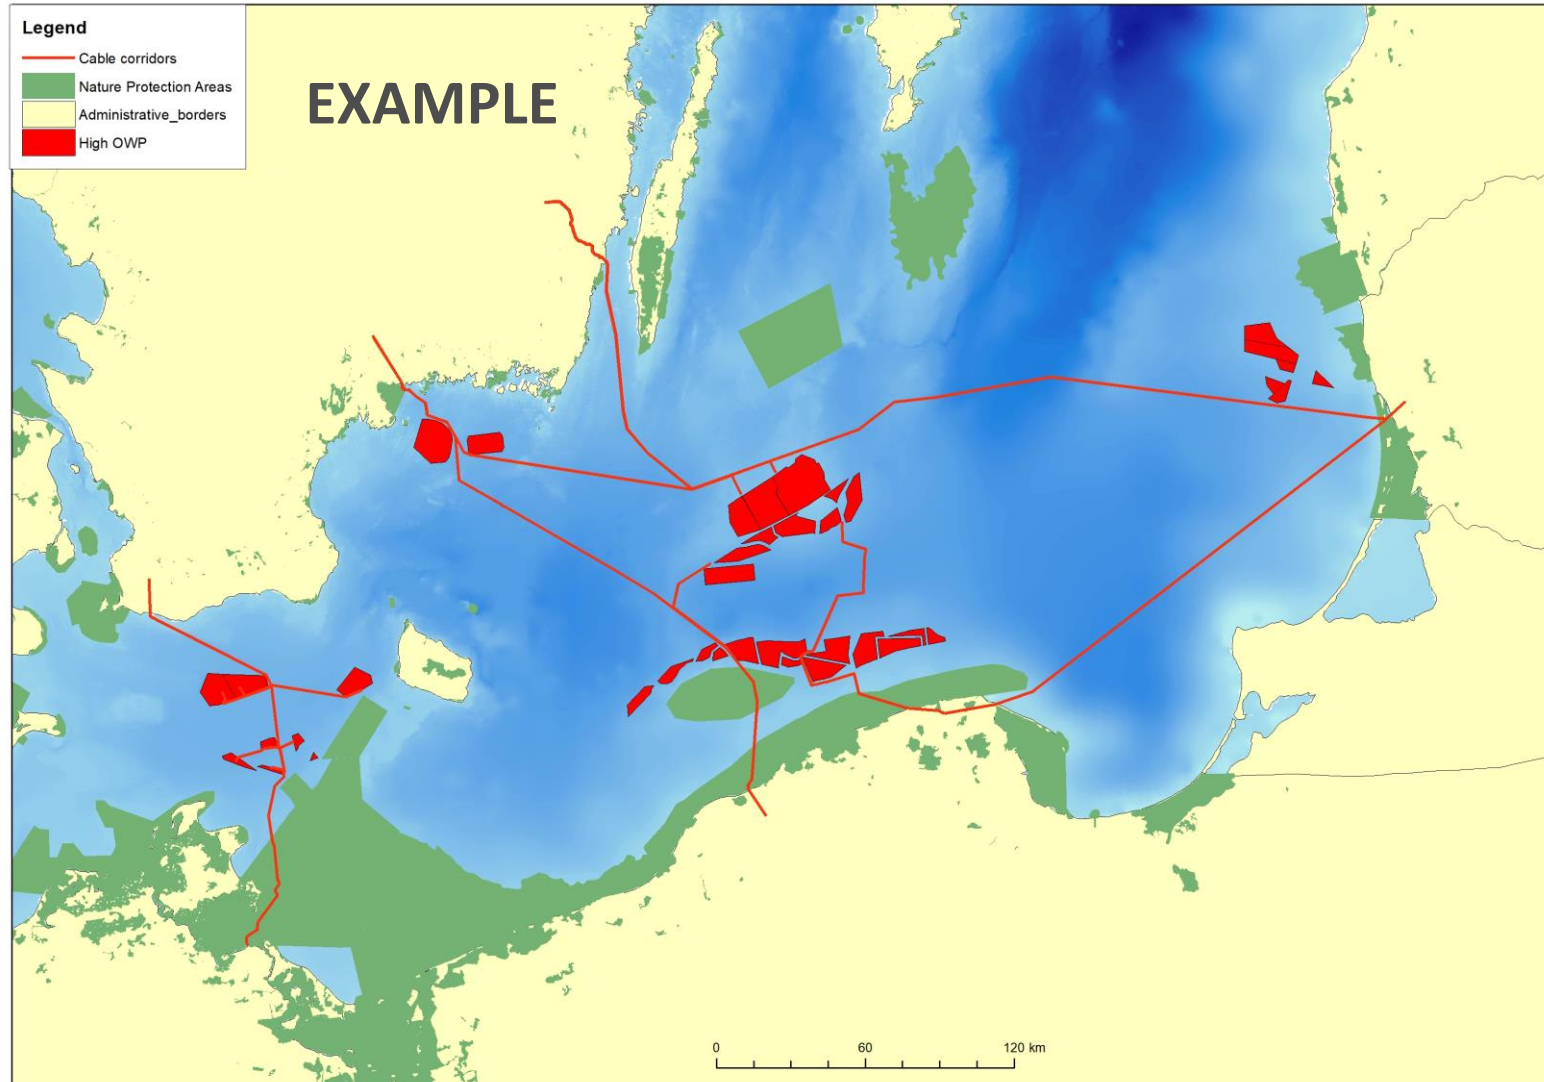 Legend
Cable corridors
Nature Protection Areas
Administrative_borders
High OWP
EXAMPLE
0 60 120 km